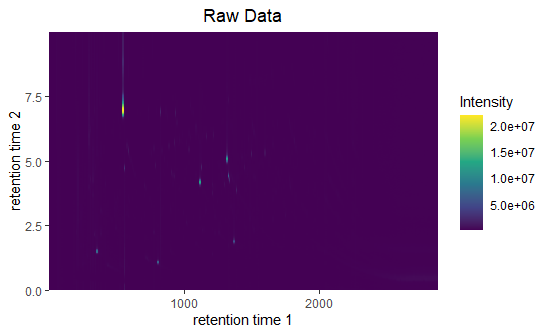 Raw Data
retention time 2
7.5
5.0
2.5
0.0
1000
2000
retention time 1
Intensity
2.0e+07
1.5e+07
1.0e+07
5.0e+06